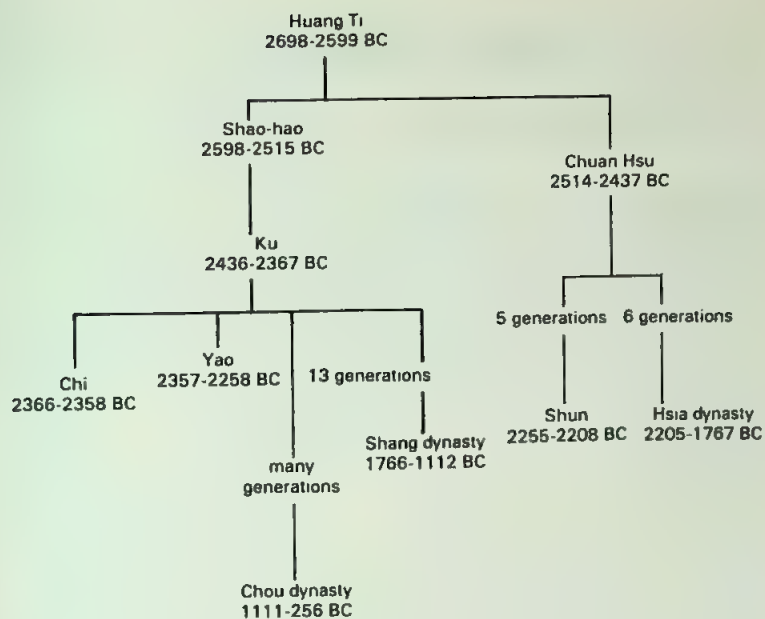 Huang Ti
2698-2599 BC
Shao-hao
2598-2515 BC
Chuan Hsu
2514-2437 BC
Ku
2436-2367 BC
5 generations
6 generations
Chi
2366-2358 BC
Yao
2357-2258 BC
13 generations
Shang dynasty
1766-1112 BC
Shun
2255-2208 BC
Hsia dynasty
2205-1767 BC
many
generations
Chou dynasty
1111-256 BC